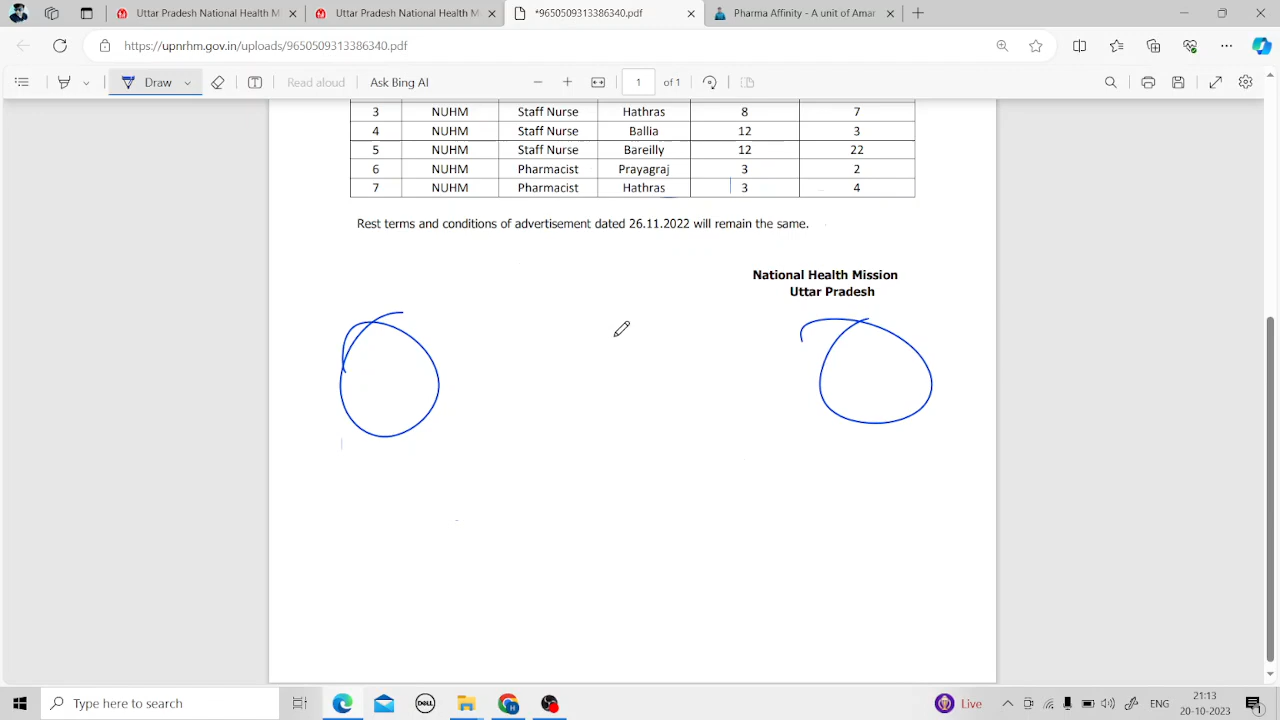 Uttar Pradesh National Health M
Uttar Pradesh National Health M
*9650509313386340.pdf
Pharma Affinity - A unit of Amar
https://upnrhm.gov.in/uploads/9650509313386340.pdf
Draw
Read aloud
Ask Bing AI
1
of 1
3 NUHM Staff Nurse Hathras 8 7
4 NUHM Staff Nurse Ballia 12 3
5 NUHM Staff Nurse Bareilly 12 22
6 NUHM Pharmacist Prayagraj 3 2
7 NUHM Pharmacist Hathras 3 4
Rest terms and conditions of advertisement dated 26.11.2022 will remain the same.
National Health Mission
Uttar Pradesh
Type here to search
DELL
Live
ENG
21:13
20-10-2023
1